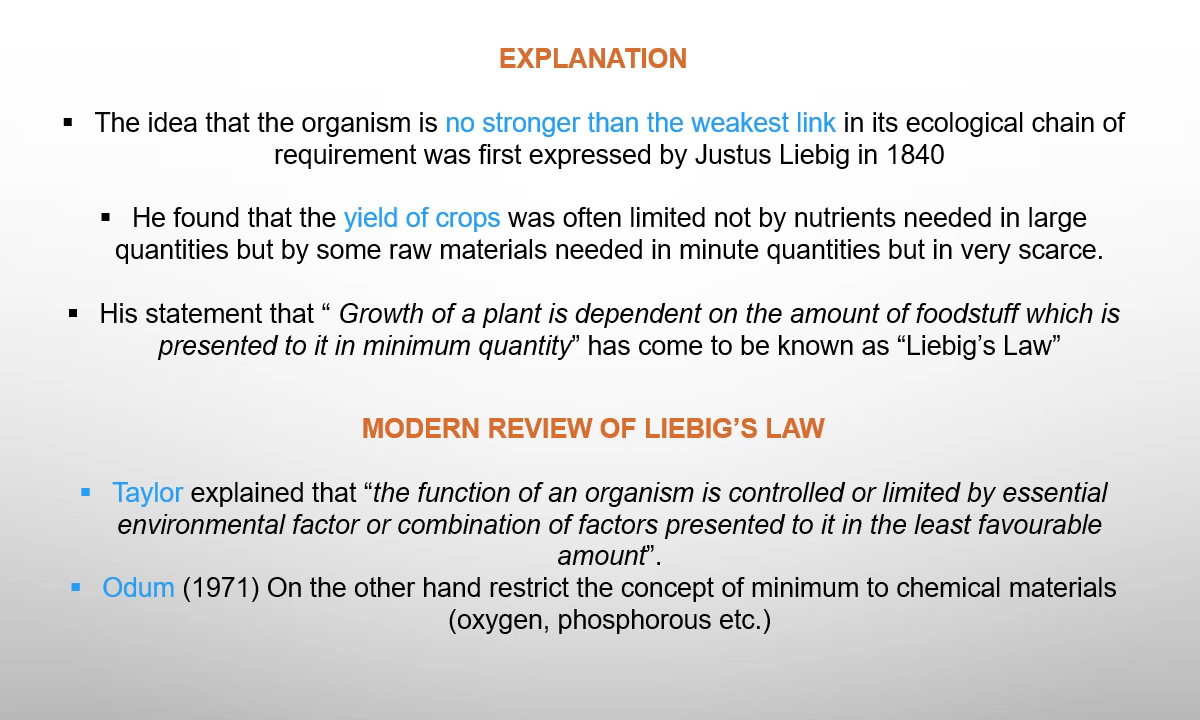 EXPLANATION
▪ The idea that the organism is no stronger than the weakest link in its ecological chain of
requirement was first expressed by Justus Liebig in 1840
▪ He found that the yield of crops was often limited not by nutrients needed in large
quantities but by some raw materials needed in minute quantities but in very scarce.
▪ His statement that “ Growth of a plant is dependent on the amount of foodstuff which is
presented to it in minimum quantity” has come to be known as “Liebig’s Law”
MODERN REVIEW OF LIEBIG’S LAW
▪ Taylor explained that “the function of an organism is controlled or limited by essential
environmental factor or combination of factors presented to it in the least favourable
amount”.
▪ Odum (1971) On the other hand restrict the concept of minimum to chemical materials
(oxygen, phosphorous etc.)